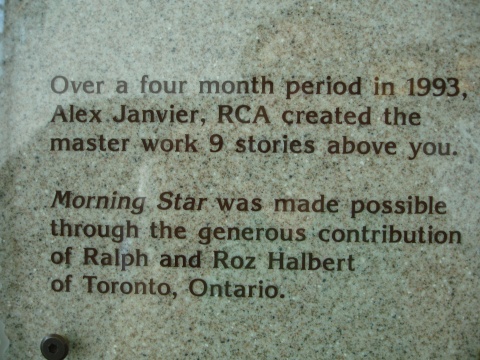 Over a four month period in 1993,
Alex Janvier, RCA created the
master work 9 stories above you.
Morning Star was made possible
through the generous contribution
of Ralph and Roz Halbert
of Toronto, Ontario.